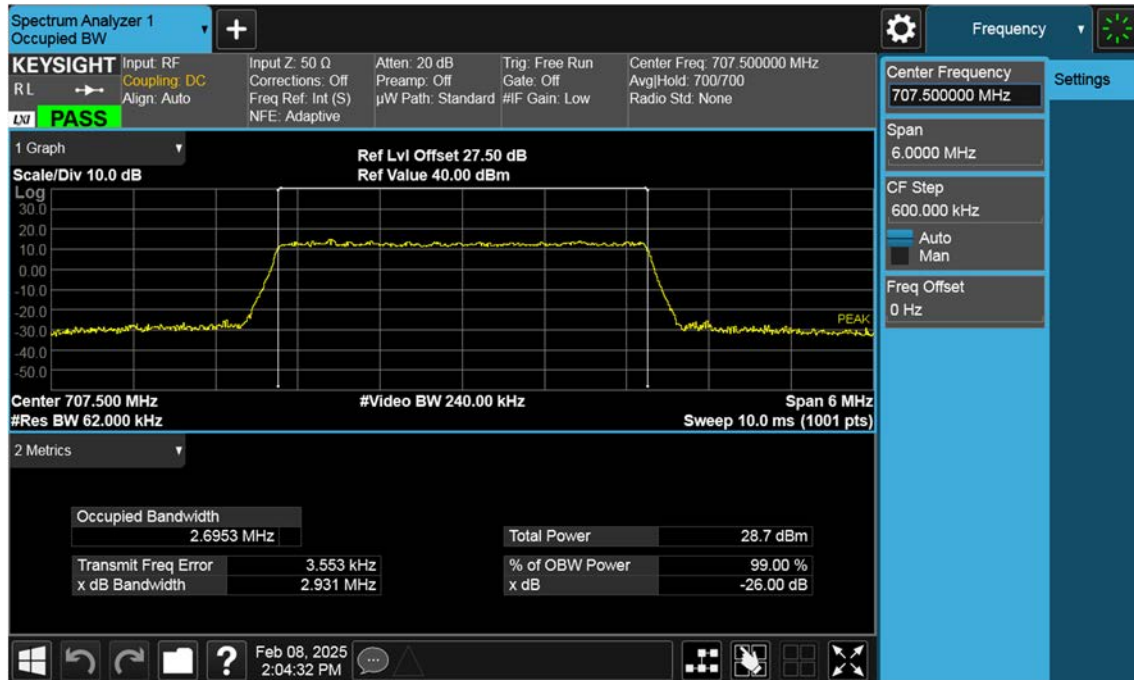 Spectrum Analyzer 1
Occupied BW
+
Frequency
KEYSIGHT
RL
LXI
PASS
Input: RF
Coupling: DC
Align: Auto
Input Z: 50 Ω
Corrections: Off
Freq Ref: Int (S)
NFE: Adaptive
Atten: 20 dB
Preamp: Off
µW Path: Standard
Trig: Free Run
Gate: Off
#IF Gain: Low
Center Freq: 707.500000 MHz
Avg|Hold: 700/700
Radio Std: None
Center Frequency
707.500000 MHz
Settings
Span
6.0000 MHz
CF Step
600.000 kHz
Auto
Man
Freq Offset
0 Hz
1 Graph
Scale/Div 10.0 dB
Ref Lvl Offset 27.50 dB
Ref Value 40.00 dBm
Log
30.0
20.0
10.0
0.00
-10.0
-20.0
-30.0
-40.0
-50.0
PEAK
Center 707.500 MHz
#Res BW 62.000 kHz
#Video BW 240.00 kHz
Span 6 MHz
Sweep 10.0 ms (1001 pts)
2 Metrics
Occupied Bandwidth
2.6953 MHz
Total Power 28.7 dBm
Transmit Freq Error 3.553 kHz
% of OBW Power 99.00 %
x dB Bandwidth 2.931 MHz
x dB -26.00 dB
?
Feb 08, 2025
2:04:32 PM